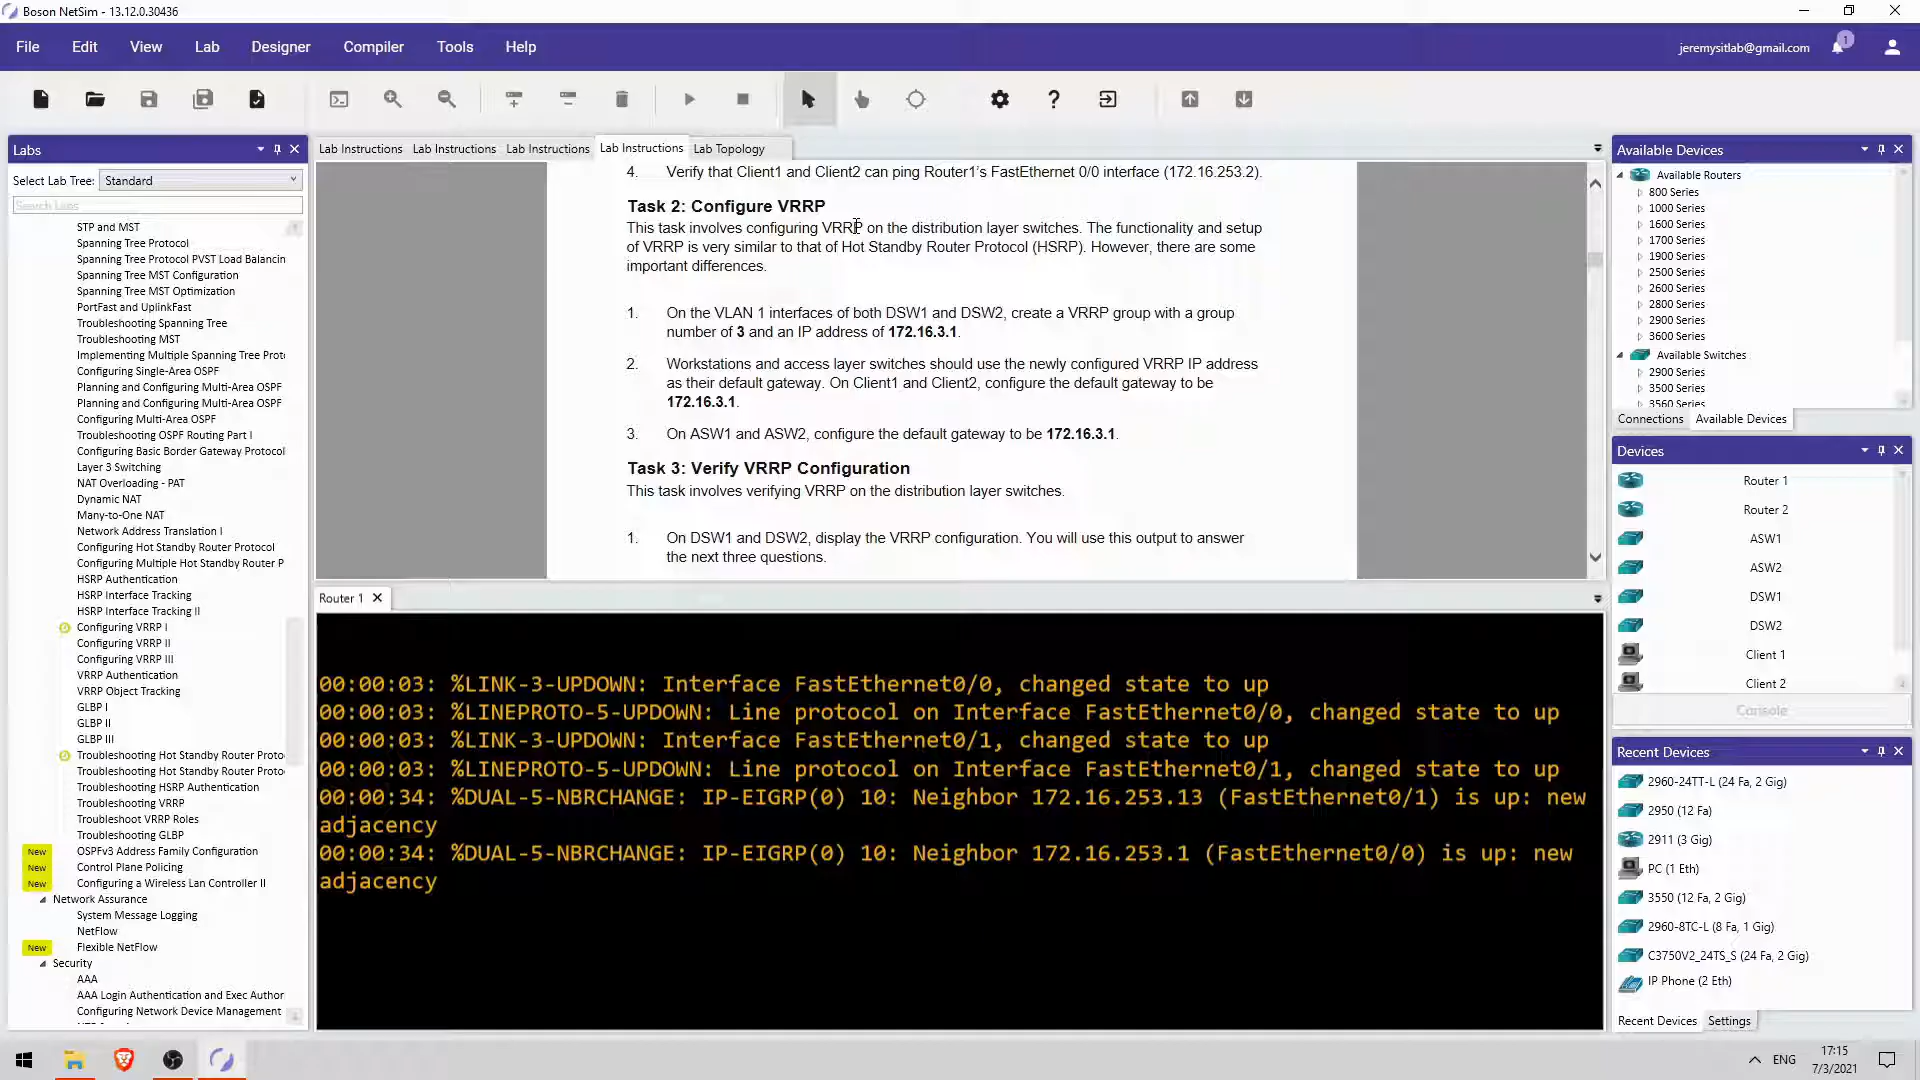 Boson NetSim - 13.12.0.30436
File Edit View Lab Designer Compiler Tools Help
jeremysitlab@gmail.com
1
Labs
Select Lab Tree: Standard
Search Labs
STP and MST
Spanning Tree Protocol
Spanning Tree Protocol PVST Load Balancin
Spanning Tree MST Configuration
Spanning Tree MST Optimization
PortFast and UplinkFast
Troubleshooting Spanning Tree
Troubleshooting MST
Implementing Multiple Spanning Tree Proto
Configuring Single-Area OSPF
Planning and Configuring Multi-Area OSPF
Planning and Configuring Multi-Area OSPF
Configuring Multi-Area OSPF
Troubleshooting OSPF Routing Part I
Configuring Basic Border Gateway Protocol
Layer 3 Switching
NAT Overloading - PAT
Dynamic NAT
Many-to-One NAT
Network Address Translation I
Configuring Hot Standby Router Protocol
Configuring Multiple Hot Standby Router P
HSRP Authentication
HSRP Interface Tracking
HSRP Interface Tracking II
Configuring VRRP I
Configuring VRRP II
Configuring VRRP III
VRRP Authentication
VRRP Object Tracking
GLBP I
GLBP II
GLBP III
Troubleshooting Hot Standby Router Proto
Troubleshooting Hot Standby Router Proto
Troubleshooting HSRP Authentication
Troubleshooting VRRP
Troubleshoot VRRP Roles
Troubleshooting GLBP
New OSPFv3 Address Family Configuration
New Control Plane Policing
New Configuring a Wireless Lan Controller II
Network Assurance
System Message Logging
NetFlow
New Flexible NetFlow
Security
AAA
AAA Login Authentication and Exec Author
Configuring Network Device Management
Lab Instructions Lab Instructions Lab Instructions Lab Instructions Lab Topology
4. Verify that Client1 and Client2 can ping Router1's FastEthernet 0/0 interface (172.16.253.2).
Task 2: Configure VRRP
This task involves configuring VRRP on the distribution layer switches. The functionality and setup
of VRRP is very similar to that of Hot Standby Router Protocol (HSRP). However, there are some
important differences.
1. On the VLAN 1 interfaces of both DSW1 and DSW2, create a VRRP group with a group
number of 3 and an IP address of 172.16.3.1.
2. Workstations and access layer switches should use the newly configured VRRP IP address
as their default gateway. On Client1 and Client2, configure the default gateway to be
172.16.3.1.
3. On ASW1 and ASW2, configure the default gateway to be 172.16.3.1.
Task 3: Verify VRRP Configuration
This task involves verifying VRRP on the distribution layer switches.
1. On DSW1 and DSW2, display the VRRP configuration. You will use this output to answer
the next three questions.
Router 1
00:00:03: %LINK-3-UPDOWN: Interface FastEthernet0/0, changed state to up
00:00:03: %LINEPROTO-5-UPDOWN: Line protocol on Interface FastEthernet0/0, changed state to up
00:00:03: %LINK-3-UPDOWN: Interface FastEthernet0/1, changed state to up
00:00:03: %LINEPROTO-5-UPDOWN: Line protocol on Interface FastEthernet0/1, changed state to up
00:00:34: %DUAL-5-NBRCHANGE: IP-EIGRP(0) 10: Neighbor 172.16.253.13 (FastEthernet0/1) is up: new
adjacency
00:00:34: %DUAL-5-NBRCHANGE: IP-EIGRP(0) 10: Neighbor 172.16.253.1 (FastEthernet0/0) is up: new
adjacency
Available Devices
Available Routers
800 Series
1000 Series
1600 Series
1700 Series
1900 Series
2500 Series
2600 Series
2800 Series
2900 Series
3600 Series
Available Switches
2900 Series
3500 Series
3560 Series
Connections Available Devices
Devices
Router 1
Router 2
ASW1
ASW2
DSW1
DSW2
Client 1
Client 2
Console
Recent Devices
2960-24TT-L (24 Fa, 2 Gig)
2950 (12 Fa)
2911 (3 Gig)
PC (1 Eth)
3550 (12 Fa, 2 Gig)
2960-8TC-L (8 Fa, 1 Gig)
C3750V2_24TS_S (24 Fa, 2 Gig)
IP Phone (2 Eth)
Recent Devices Settings
ENG
17:15
7/3/2021